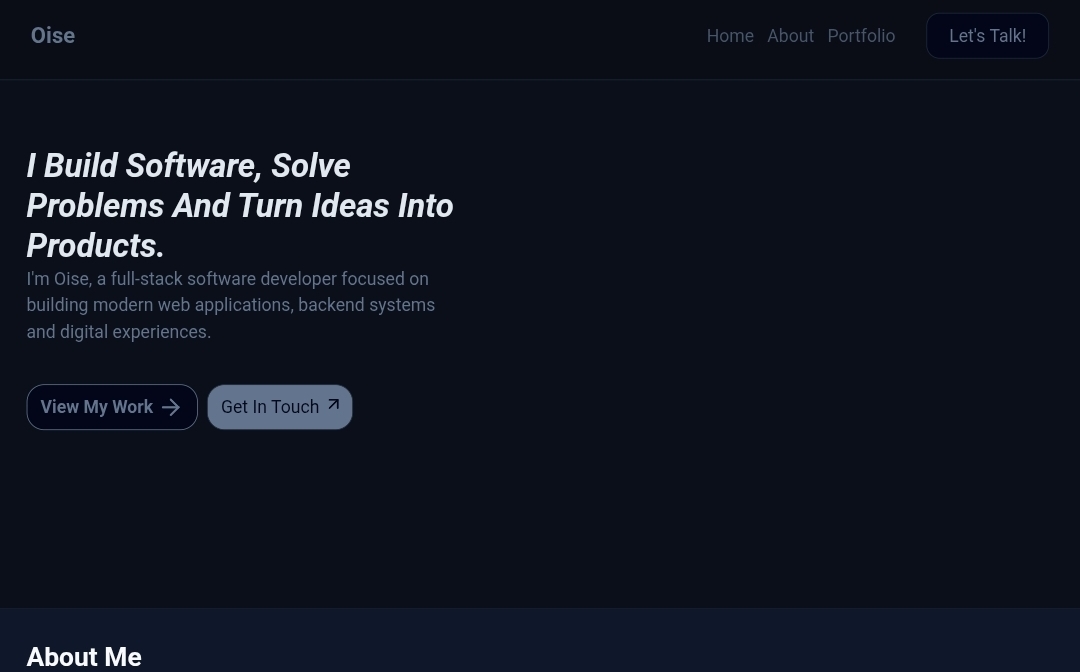 Oise
Home About Portfolio Let's Talk!
I Build Software, Solve
Problems And Turn Ideas Into
Products.
I'm Oise, a full-stack software developer focused on
building modern web applications, backend systems
and digital experiences.
View My Work Get In Touch
About Me